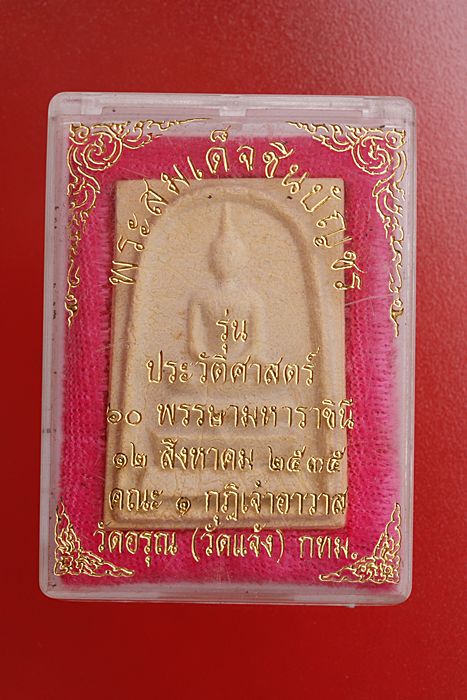 พระสมเด็จชินบัญชร
รุ่น
ประวัติศาสตร์
๖๐ พรรษามหาราชินี
๑๒ สิงหาคม ๒๕๓๕
คณะ ๑ กุฏิเจ้าอาวาส
วัดอรุณ (วัดแจ้ง) กทม.